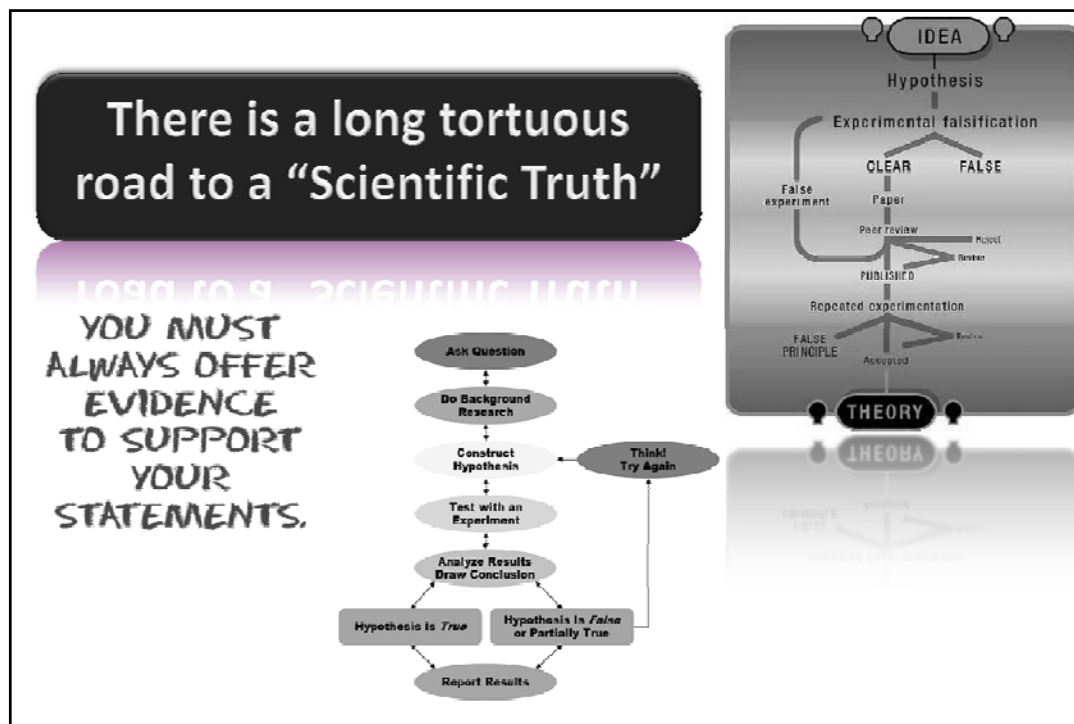 There is a long tortuous
road to a “Scientific Truth”
YOU MUST
ALWAYS OFFER
EVIDENCE
TO SUPPORT
YOUR
STATEMENTS.
Ask Question
Do Background
Research
Construct
Hypothesis
Think!
Try Again
Test with an
Experiment
Analyze Results
Draw Conclusion
Hypothesis is True
Hypothesis is False
or Partially True
Report Results
IDEA
Hypothesis
Experimental falsification
CLEAR
FALSE
False
experiment
Paper
Peer review
Reject
PUBLISHED
Repeated experimentation
FALSE
PRINCIPLE
Accepted
THEORY